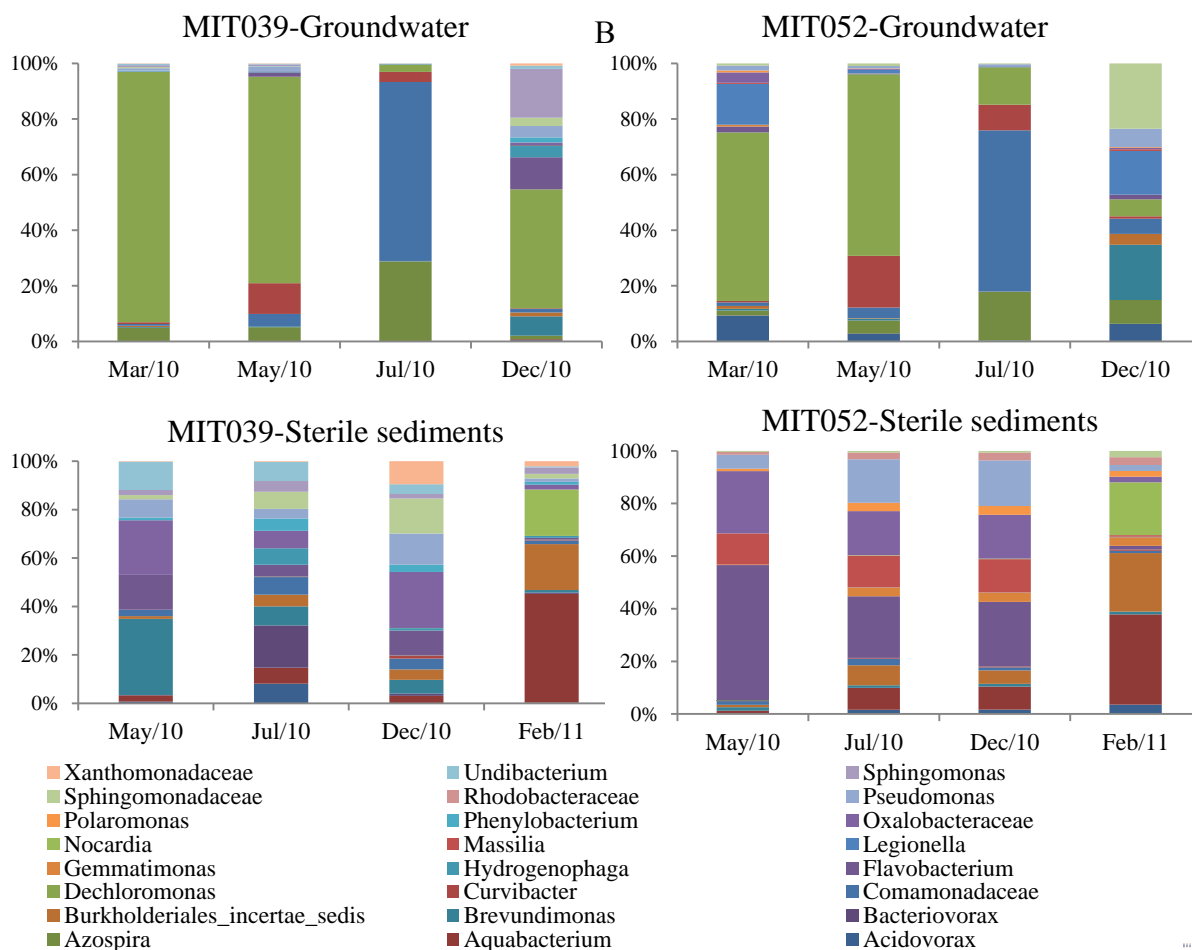 MIT039-Groundwater
B
MIT052-Groundwater
100%
80%
60%
40%
20%
0%
Mar/10 May/10 Jul/10 Dec/10
100%
80%
60%
40%
20%
0%
Mar/10 May/10 Jul/10 Dec/10
MIT039-Sterile sediments
MIT052-Sterile sediments
100%
80%
60%
40%
20%
0%
May/10 Jul/10 Dec/10 Feb/11
100%
80%
60%
40%
20%
0%
May/10 Jul/10 Dec/10 Feb/11
Xanthomonadaceae Undibacterium Sphingomonas
Sphingomonadaceae Rhodobacteraceae Pseudomonas
Polaromonas Phenylobacterium Oxalobacteraceae
Nocardia Massilia Legionella
Gemmatimonas Hydrogenophaga Flavobacterium
Dechloromonas Curvibacter Comamonadaceae
Burkholderiales_incertae_sedis Brevundimonas Bacteriovorax
Azospira Aquabacterium Acidovorax